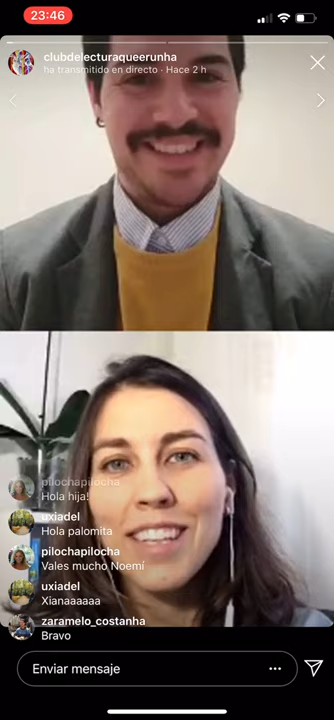 23:46
clubdelecturaqueerunha
ha transmitido en directo · Hace 2 h
pilochapilocha
Hola hija!
uxiadel
Hola palomita
pilochapilocha
Vales mucho Noemí
uxiadel
Xianaaaaaa
zaramelo_costanha
Bravo
Enviar mensaje